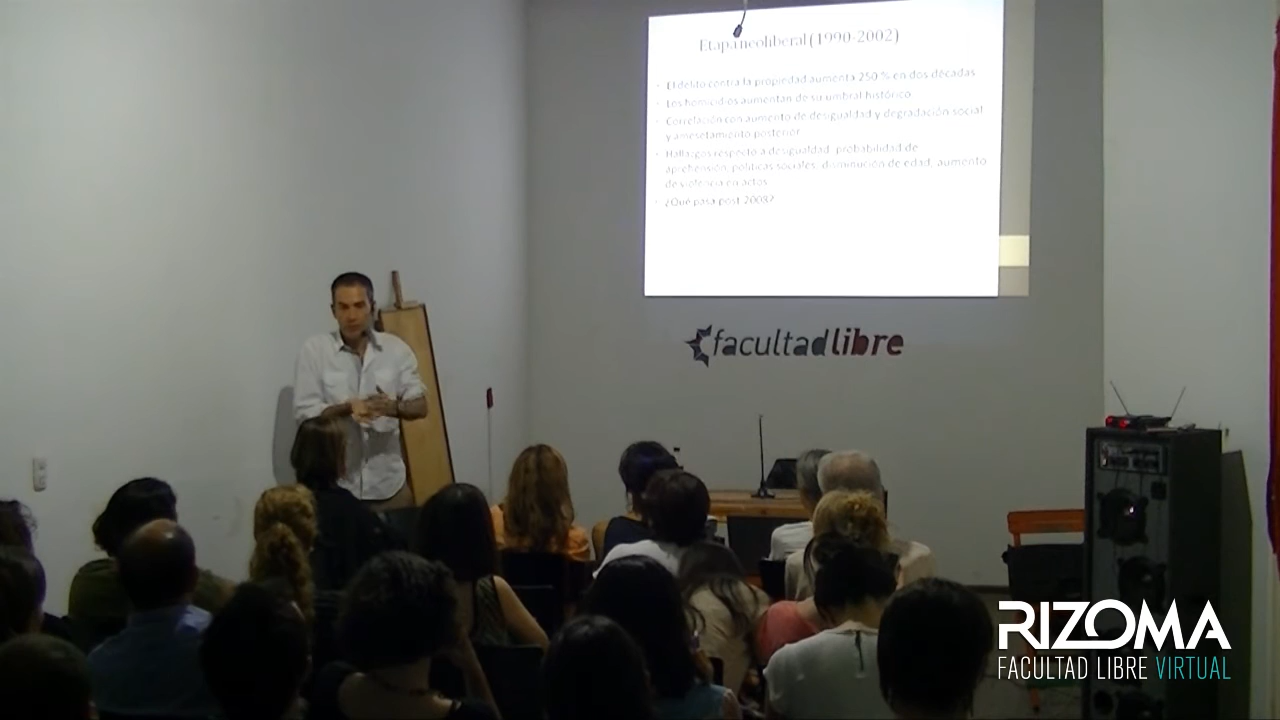 Etapa neoliberal (1990-2002)
El delito contra la propiedad aumenta 250 % en dos décadas
Los homicidios aumentan de su umbral histórico
Correlación con aumento de desigualdad y degradación social
y amesetamiento posterior
Hallazgos respecto a desigualdad, probabilidad de
aprehensión, políticas sociales, disminución de edad, aumento
de violencia en actos
¿Qué pasa post 2008?
facultadlibre
RIZOMA
FACULTAD LIBRE VIRTUAL